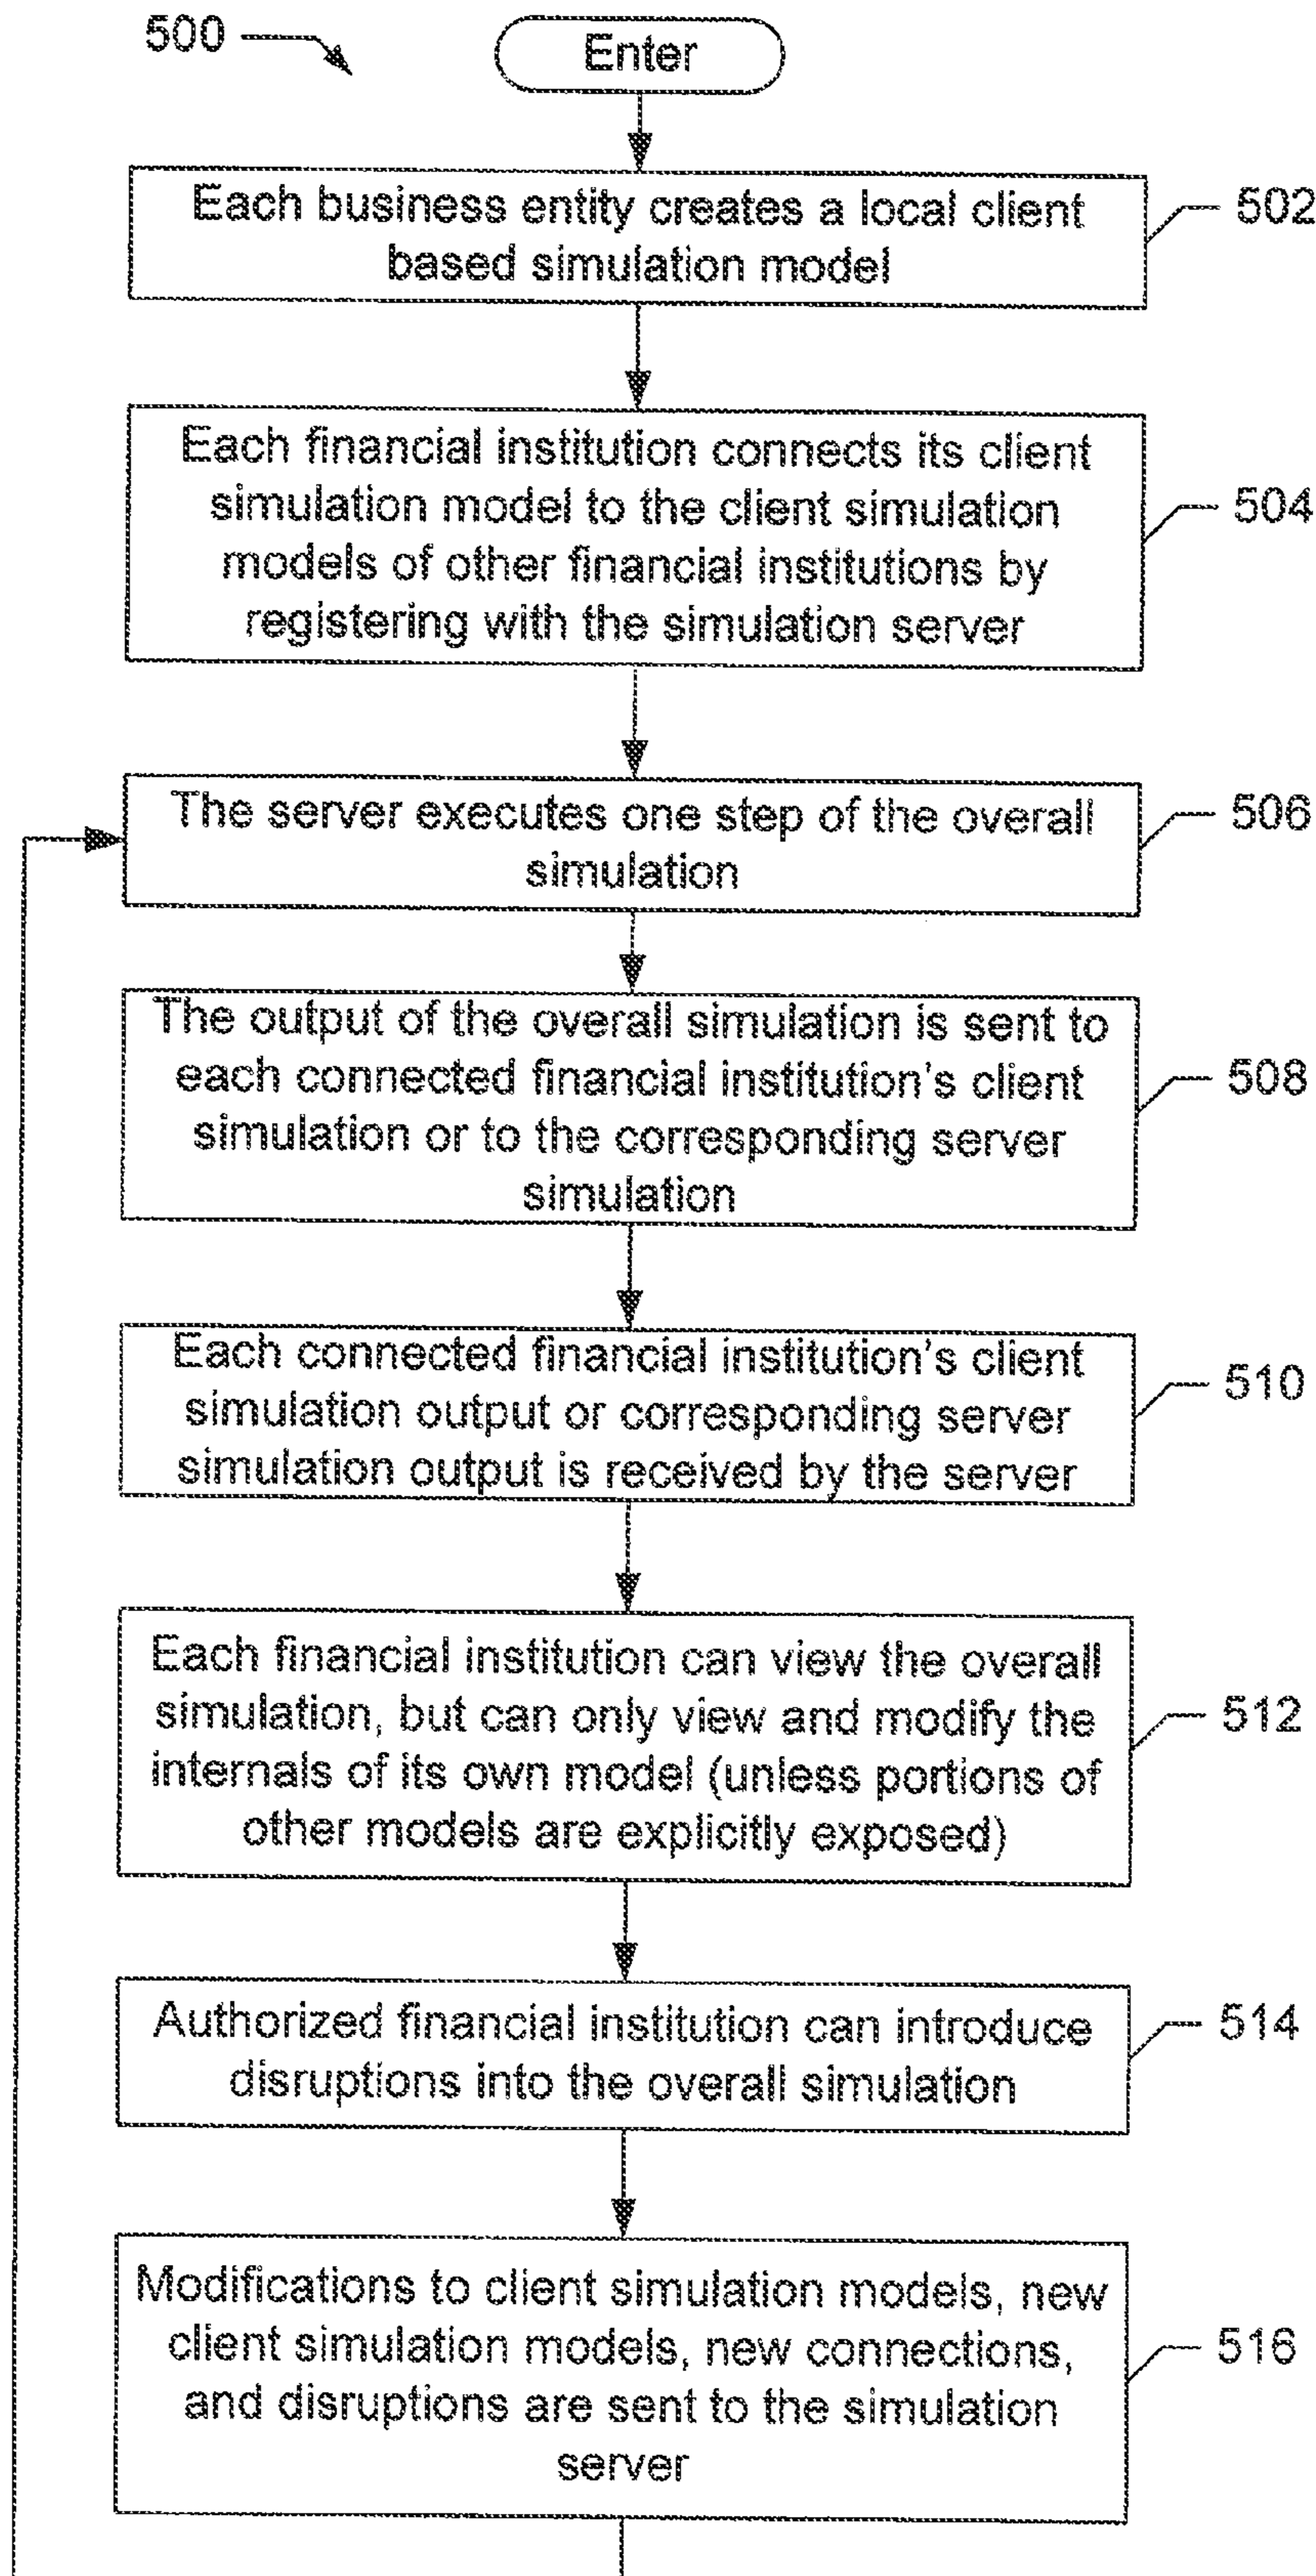 500
Enter
Each business entity creates a local client
based simulation model
502
Each financial institution connects its client
simulation model to the client simulation
models of other financial institutions by
registering with the simulation server
504
The server executes one step of the overall
simulation
506
The output of the overall simulation is sent to
each connected financial institution's client
simulation or to the corresponding server
simulation
508
Each connected financial institution's client
simulation output or corresponding server
simulation output is received by the server
510
Each financial institution can view the overall
simulation, but can only view and modify the
internals of its own model (unless portions of
other models are explicitly exposed)
512
Authorized financial institution can introduce
disruptions into the overall simulation
514
Modifications to client simulation models, new
client simulation models, new connections,
and disruptions are sent to the simulation
server
516